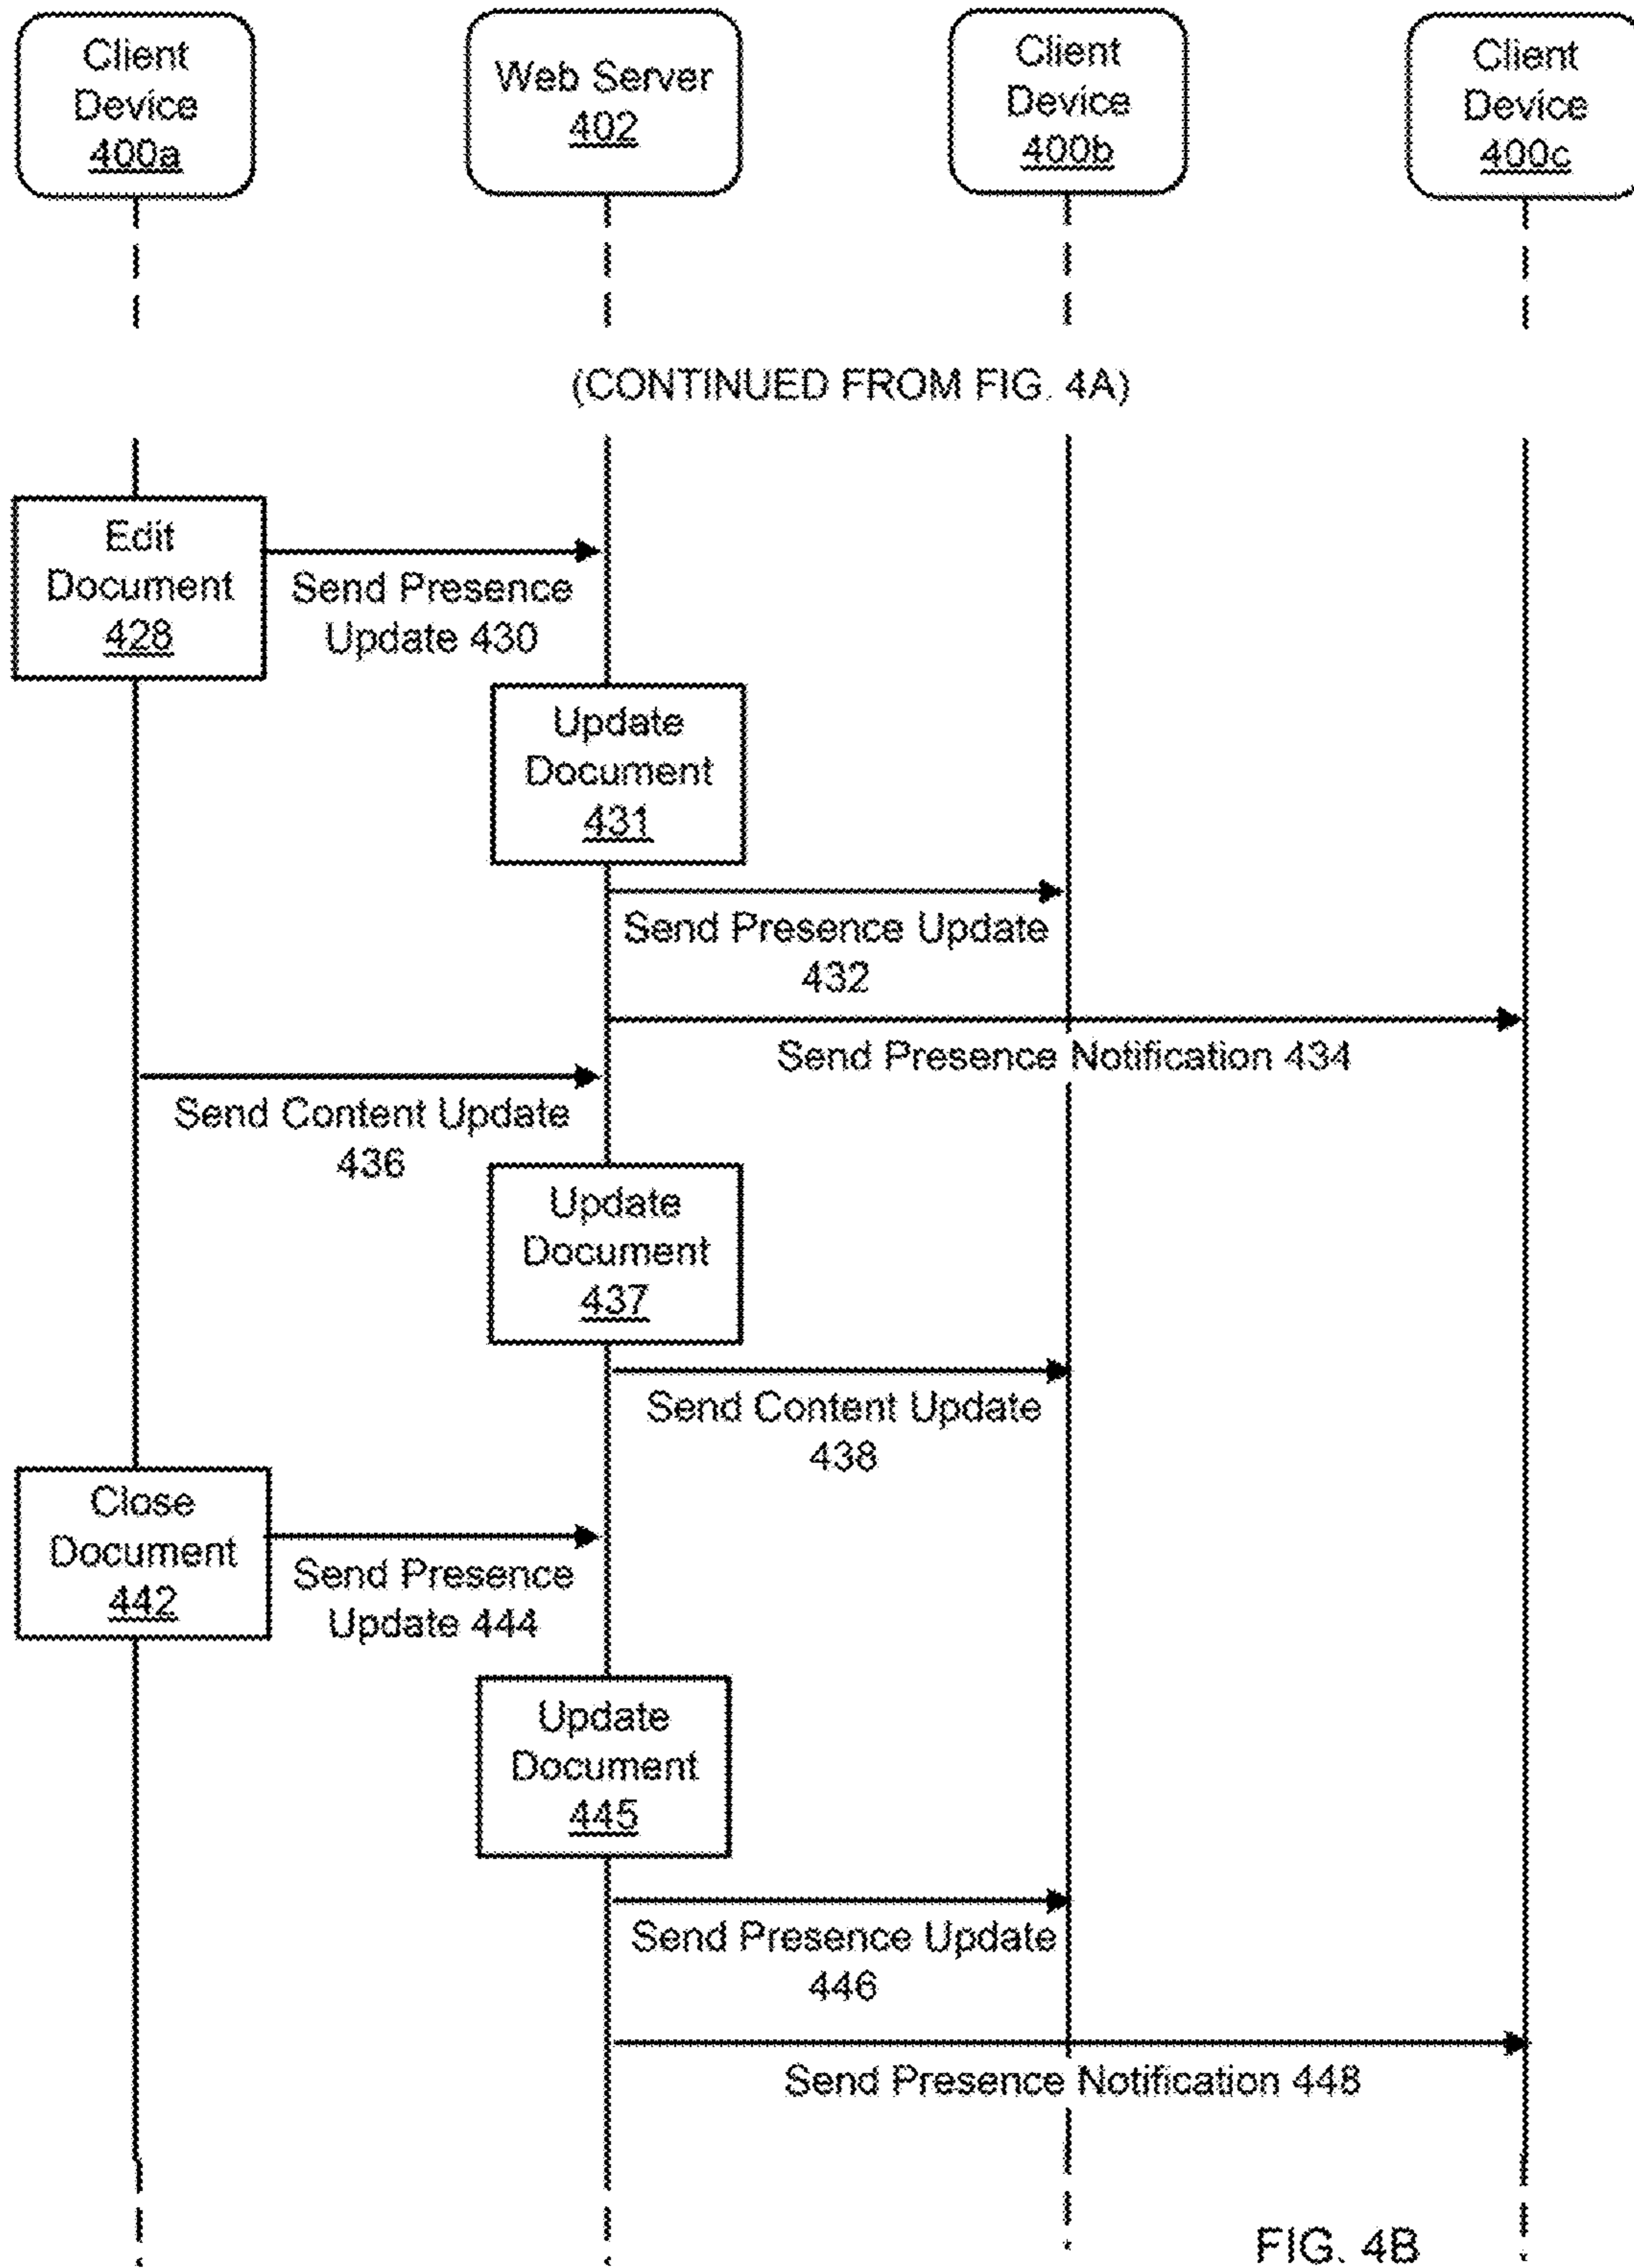 Client
Device
400a
Web Server
402
Client
Device
400b
Client
Device
400c
(CONTINUED FROM FIG. 4A)
Edit
Document
428
Send Presence
Update 430
Update
Document
431
Send Presence Update
432
Send Presence Notification 434
Send Content Update
436
Update
Document
437
Send Content Update
438
Close
Document
442
Send Presence
Update 444
Update
Document
445
Send Presence Update
446
Send Presence Notification 448
FIG. 4B